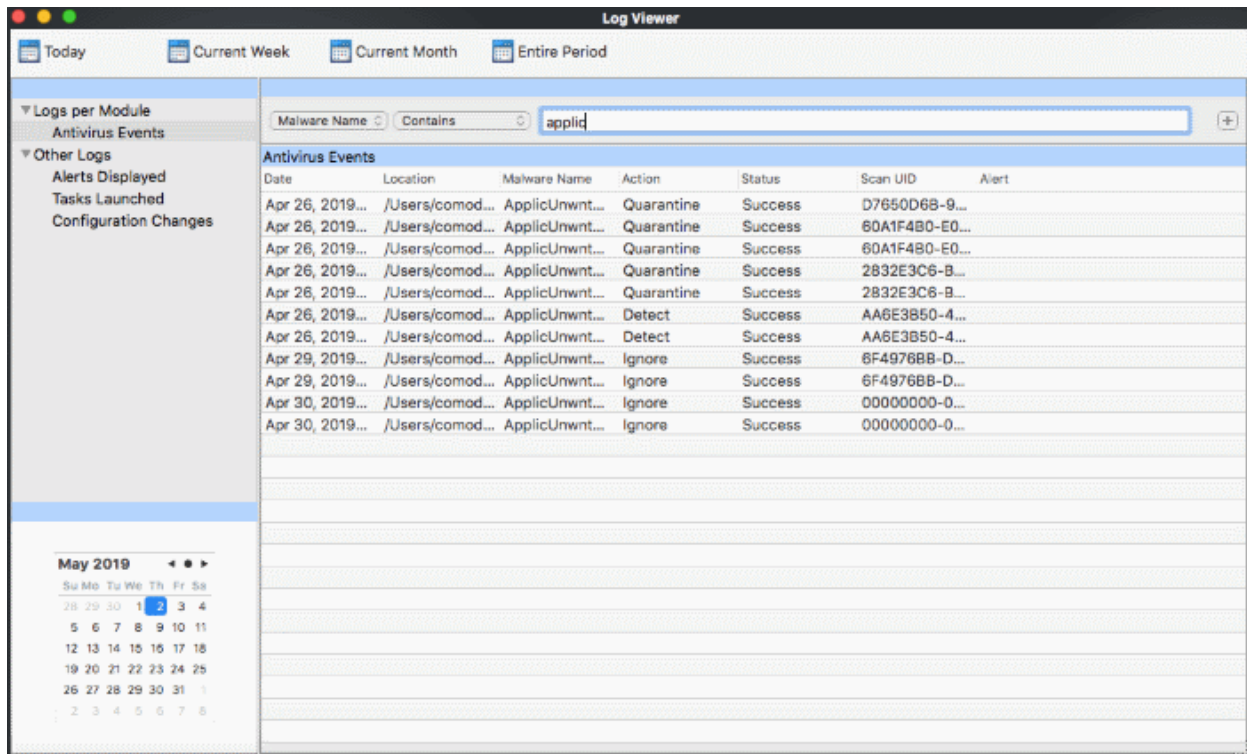 Log Viewer
Today Current Week Current Month Entire Period
Logs per Module
Antivirus Events
Other Logs
Alerts Displayed
Tasks Launched
Configuration Changes
Malware Name Contains applic
Antivirus Events
Date Location Malware Name Action Status Scan UID Alert
Apr 26, 2019... /Users/comod... ApplicUnwnt... Quarantine Success D7650D6B-9...
Apr 26, 2019... /Users/comod... ApplicUnwnt... Quarantine Success 60A1F4B0-E0...
Apr 26, 2019... /Users/comod... ApplicUnwnt... Quarantine Success 60A1F4B0-E0...
Apr 26, 2019... /Users/comod... ApplicUnwnt... Quarantine Success 2832E3C6-B...
Apr 26, 2019... /Users/comod... ApplicUnwnt... Quarantine Success 2832E3C6-B...
Apr 26, 2019... /Users/comod... ApplicUnwnt... Detect Success AA6E3B50-4...
Apr 26, 2019... /Users/comod... ApplicUnwnt... Detect Success AA6E3B50-4...
Apr 29, 2019... /Users/comod... ApplicUnwnt... Ignore Success 6F4976BB-D...
Apr 29, 2019... /Users/comod... ApplicUnwnt... Ignore Success 6F4976BB-D...
Apr 30, 2019... /Users/comod... ApplicUnwnt... Ignore Success 00000000-0...
Apr 30, 2019... /Users/comod... ApplicUnwnt... Ignore Success 00000000-0...
May 2019
Su Mo Tu We Th Fr Sa
28 29 30 1 2 3 4
5 6 7 8 9 10 11
12 13 14 15 16 17 18
19 20 21 22 23 24 25
26 27 28 29 30 31 1
2 3 4 5 6 7 8